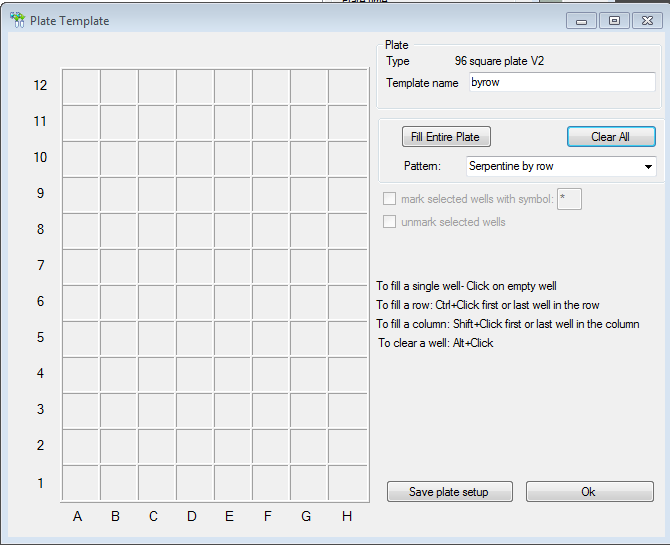 Plate Template
Plate
Type 96 square plate V2
Template name byrow
Fill Entire Plate Clear All
Pattern: Serpentine by row
mark selected wells with symbol: *
unmark selected wells
To fill a single well- Click on empty well
To fill a row: Ctrl+Click first or last well in the row
To fill a column: Shift+Click first or last well in the column
To clear a well: Alt+Click
12
11
10
9
8
7
6
5
4
3
2
1
A B C D E F G H
Save plate setup Ok